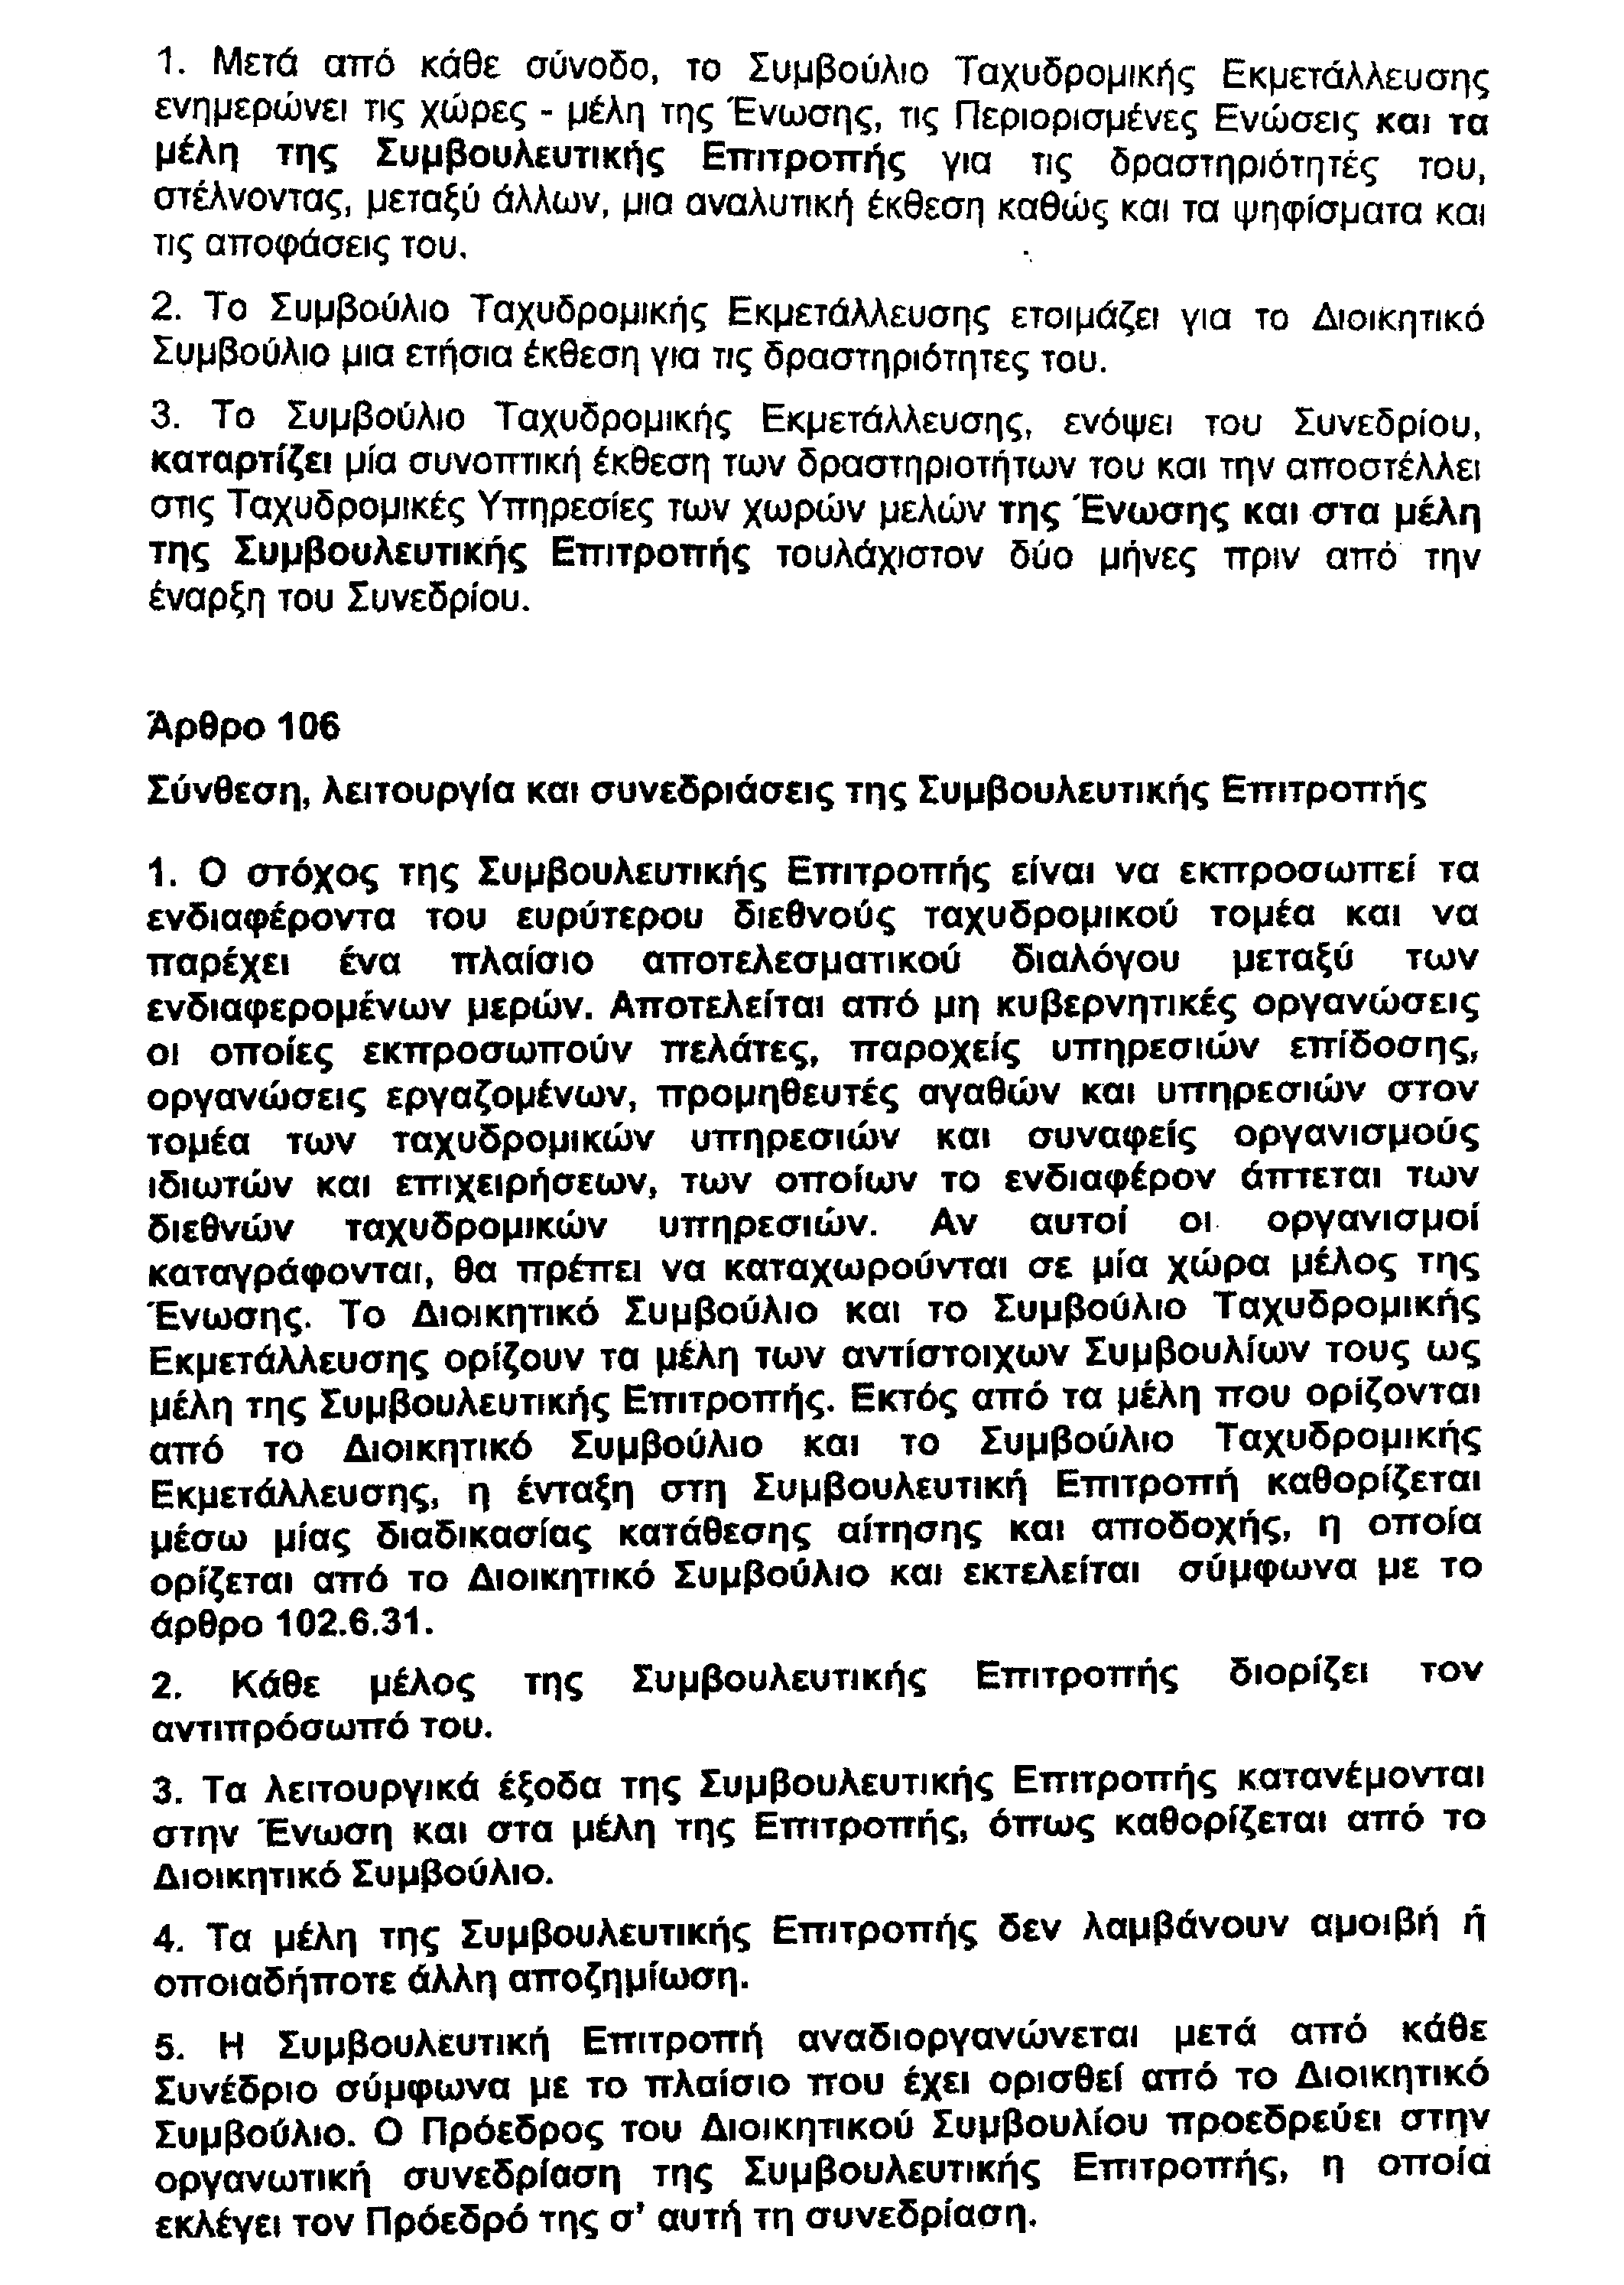 1. Μετά από κάθε σύνοδο, το Συμβούλιο Ταχυδρομικής Εκμετάλλευσης
ενημερώνει τις χώρες - μέλη της Ένωσης, τις Περιορισμένες Ενώσεις και τα
μέλη της Συμβουλευτικής Επιτροπής για τις δραστηριότητές του,
στέλνοντας, μεταξύ άλλων, μια αναλυτική έκθεση καθώς και τα ψηφίσματα και
τις αποφάσεις του.
2. Το Συμβούλιο Ταχυδρομικής Εκμετάλλευσης ετοιμάζει για το Διοικητικό
Συμβούλιο μια ετήσια έκθεση για τις δραστηριότητες του.
3. Το Συμβούλιο Ταχυδρομικής Εκμετάλλευσης, ενόψει του Συνεδρίου,
καταρτίζει μία συνοπτική έκθεση των δραστηριοτήτων του και την αποστέλλει
στις Ταχυδρομικές Υπηρεσίες των χωρών μελών της Ένωσης και στα μέλη
της Συμβουλευτικής Επιτροπής τουλάχιστον δύο μήνες πριν από την
έναρξη του Συνεδρίου.
Άρθρο 106
Σύνθεση, λειτουργία και συνεδριάσεις της Συμβουλευτικής Επιτροπής
1. Ο στόχος της Συμβουλευτικής Επιτροπής είναι να εκπροσωπεί τα
ενδιαφέροντα του ευρύτερου διεθνούς ταχυδρομικού τομέα και να
παρέχει ένα πλαίσιο αποτελεσματικού διαλόγου μεταξύ των
ενδιαφερομένων μερών. Αποτελείται από μη κυβερνητικές οργανώσεις
οι οποίες εκπροσωπούν πελάτες, παροχείς υπηρεσιών επίδοσης,
οργανώσεις εργαζομένων, προμηθευτές αγαθών και υπηρεσιών στον
τομέα των ταχυδρομικών υπηρεσιών και συναφείς οργανισμούς
ιδιωτών και επιχειρήσεων, των οποίων το ενδιαφέρον άπτεται των
διεθνών ταχυδρομικών υπηρεσιών. Αν αυτοί οι οργανισμοί
καταγράφονται, θα πρέπει να καταχωρούνται σε μία χώρα μέλος της
Ένωσης. Το Διοικητικό Συμβούλιο και το Συμβούλιο Ταχυδρομικής
Εκμετάλλευσης ορίζουν τα μέλη των αντίστοιχων Συμβουλίων τους ως
μέλη της Συμβουλευτικής Επιτροπής. Εκτός από τα μέλη που ορίζονται
από το Διοικητικό Συμβούλιο και το Συμβούλιο Ταχυδρομικής
Εκμετάλλευσης, η ένταξη στη Συμβουλευτική Επιτροπή καθορίζεται
μέσω μίας διαδικασίας κατάθεσης αίτησης και αποδοχής, η οποία
ορίζεται από το Διοικητικό Συμβούλιο και εκτελείται σύμφωνα με το
άρθρο 102.6.31.
2. Κάθε μέλος της Συμβουλευτικής Επιτροπής διορίζει τον
αντιπρόσωπό του.
3. Τα λειτουργικά έξοδα της Συμβουλευτικής Επιτροπής κατανέμονται
στην Ένωση και στα μέλη της Επιτροπής, όπως καθορίζεται από το
Διοικητικό Συμβούλιο.
4. Τα μέλη της Συμβουλευτικής Επιτροπής δεν λαμβάνουν αμοιβή ή
οποιαδήποτε άλλη αποζημίωση.
5. Η Συμβουλευτική Επιτροπή αναδιοργανώνεται μετά από κάθε
Συνέδριο σύμφωνα με το πλαίσιο που έχει ορισθεί από το Διοικητικό
Συμβούλιο. Ο Πρόεδρος του Διοικητικού Συμβουλίου προεδρεύει στην
οργανωτική συνεδρίαση της Συμβουλευτικής Επιτροπής, η οποία
εκλέγει τον Πρόεδρό της σ' αυτή τη συνεδρίαση.